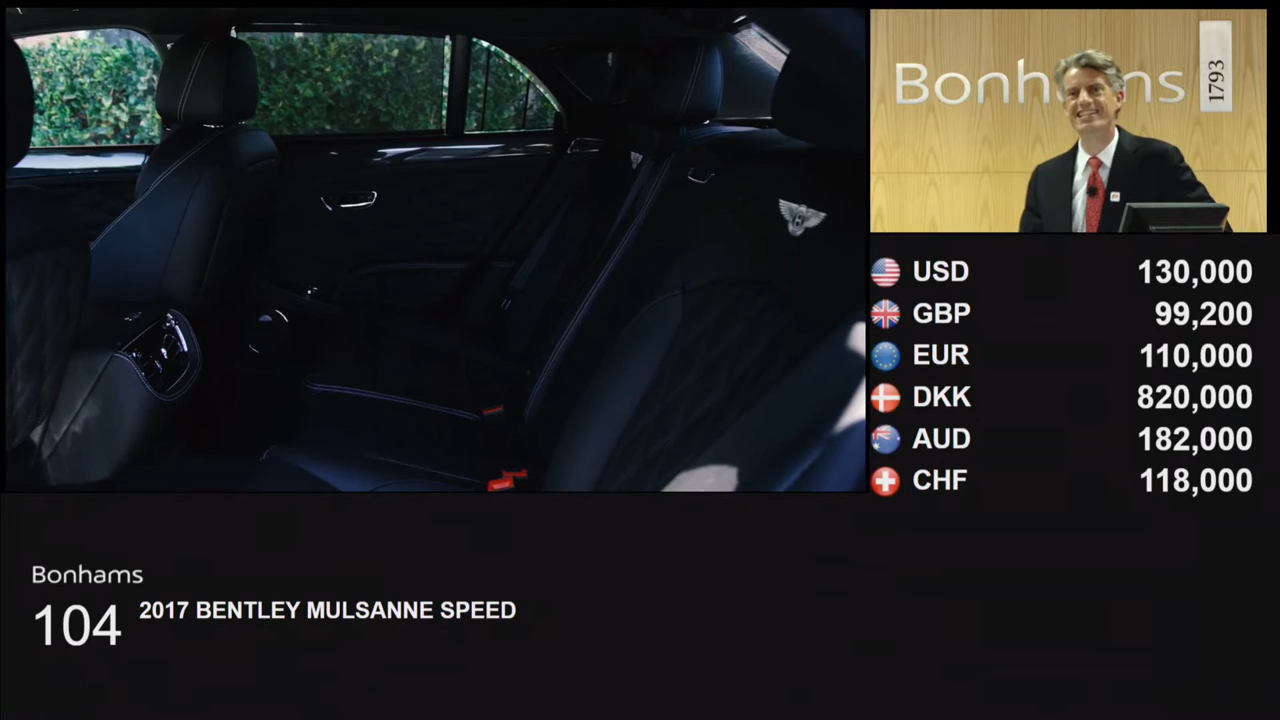 Bonhams
1793
USD 130,000
GBP 99,200
EUR 110,000
DKK 820,000
AUD 182,000
CHF 118,000
Bonhams
104 2017 BENTLEY MULSANNE SPEED